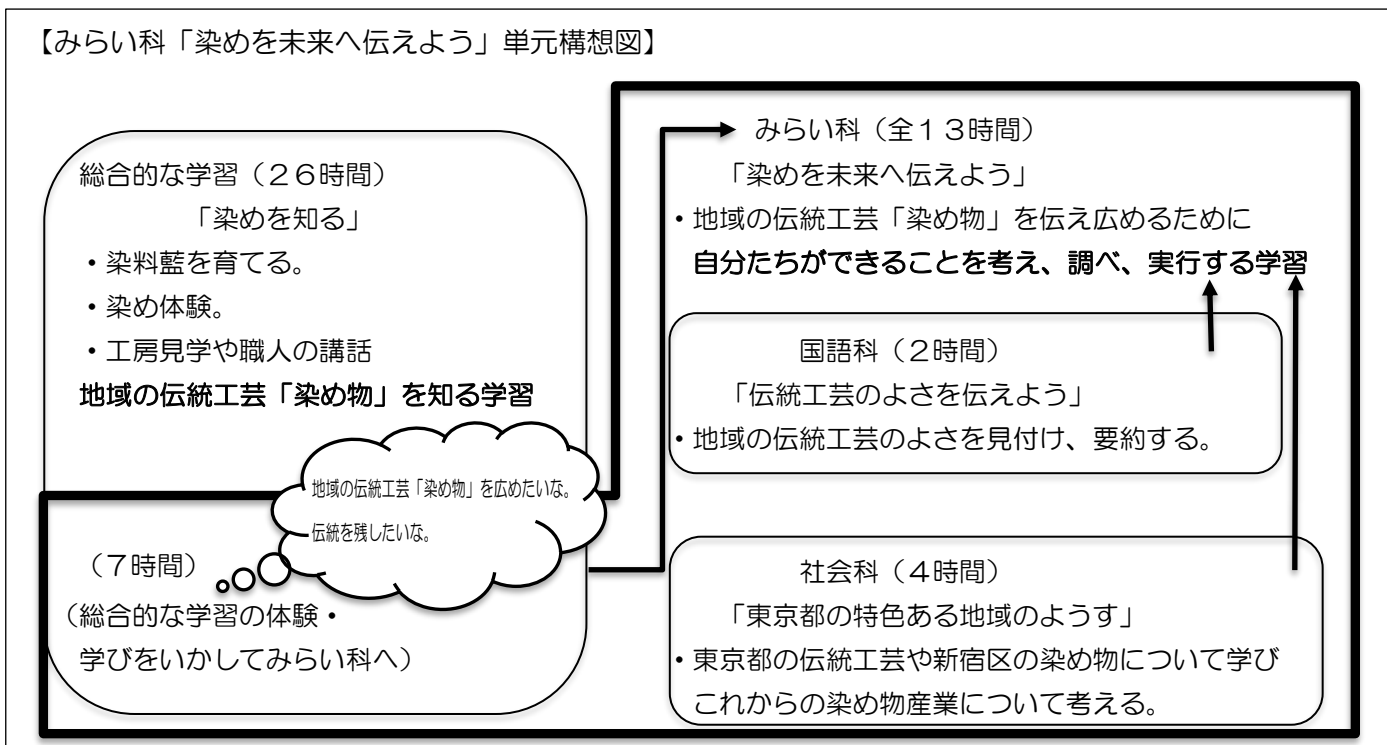 【みらい科「染めを未来へ伝えよう」単元構想図】
総合的な学習（２６時間）
「染めを知る」
・染料藍を育てる。
・染め体験。
・工房見学や職人の講話
地域の伝統工芸「染め物」を知る学習
地域の伝統工芸「染め物」を広めたいな。
伝統を残したいな。
（７時間）
（総合的な学習の体験・
学びをいかしてみらい科へ）
みらい科（全１３時間）
「染めを未来へ伝えよう」
・地域の伝統工芸「染め物」を伝え広めるために
自分たちができることを考え、調べ、実行する学習
国語科（２時間）
「伝統工芸のよさを伝えよう」
・地域の伝統工芸のよさを見付け、要約する。
社会科（４時間）
「東京都の特色ある地域のようす」
・東京都の伝統工芸や新宿区の染め物について学び
これからの染め物産業について考える。